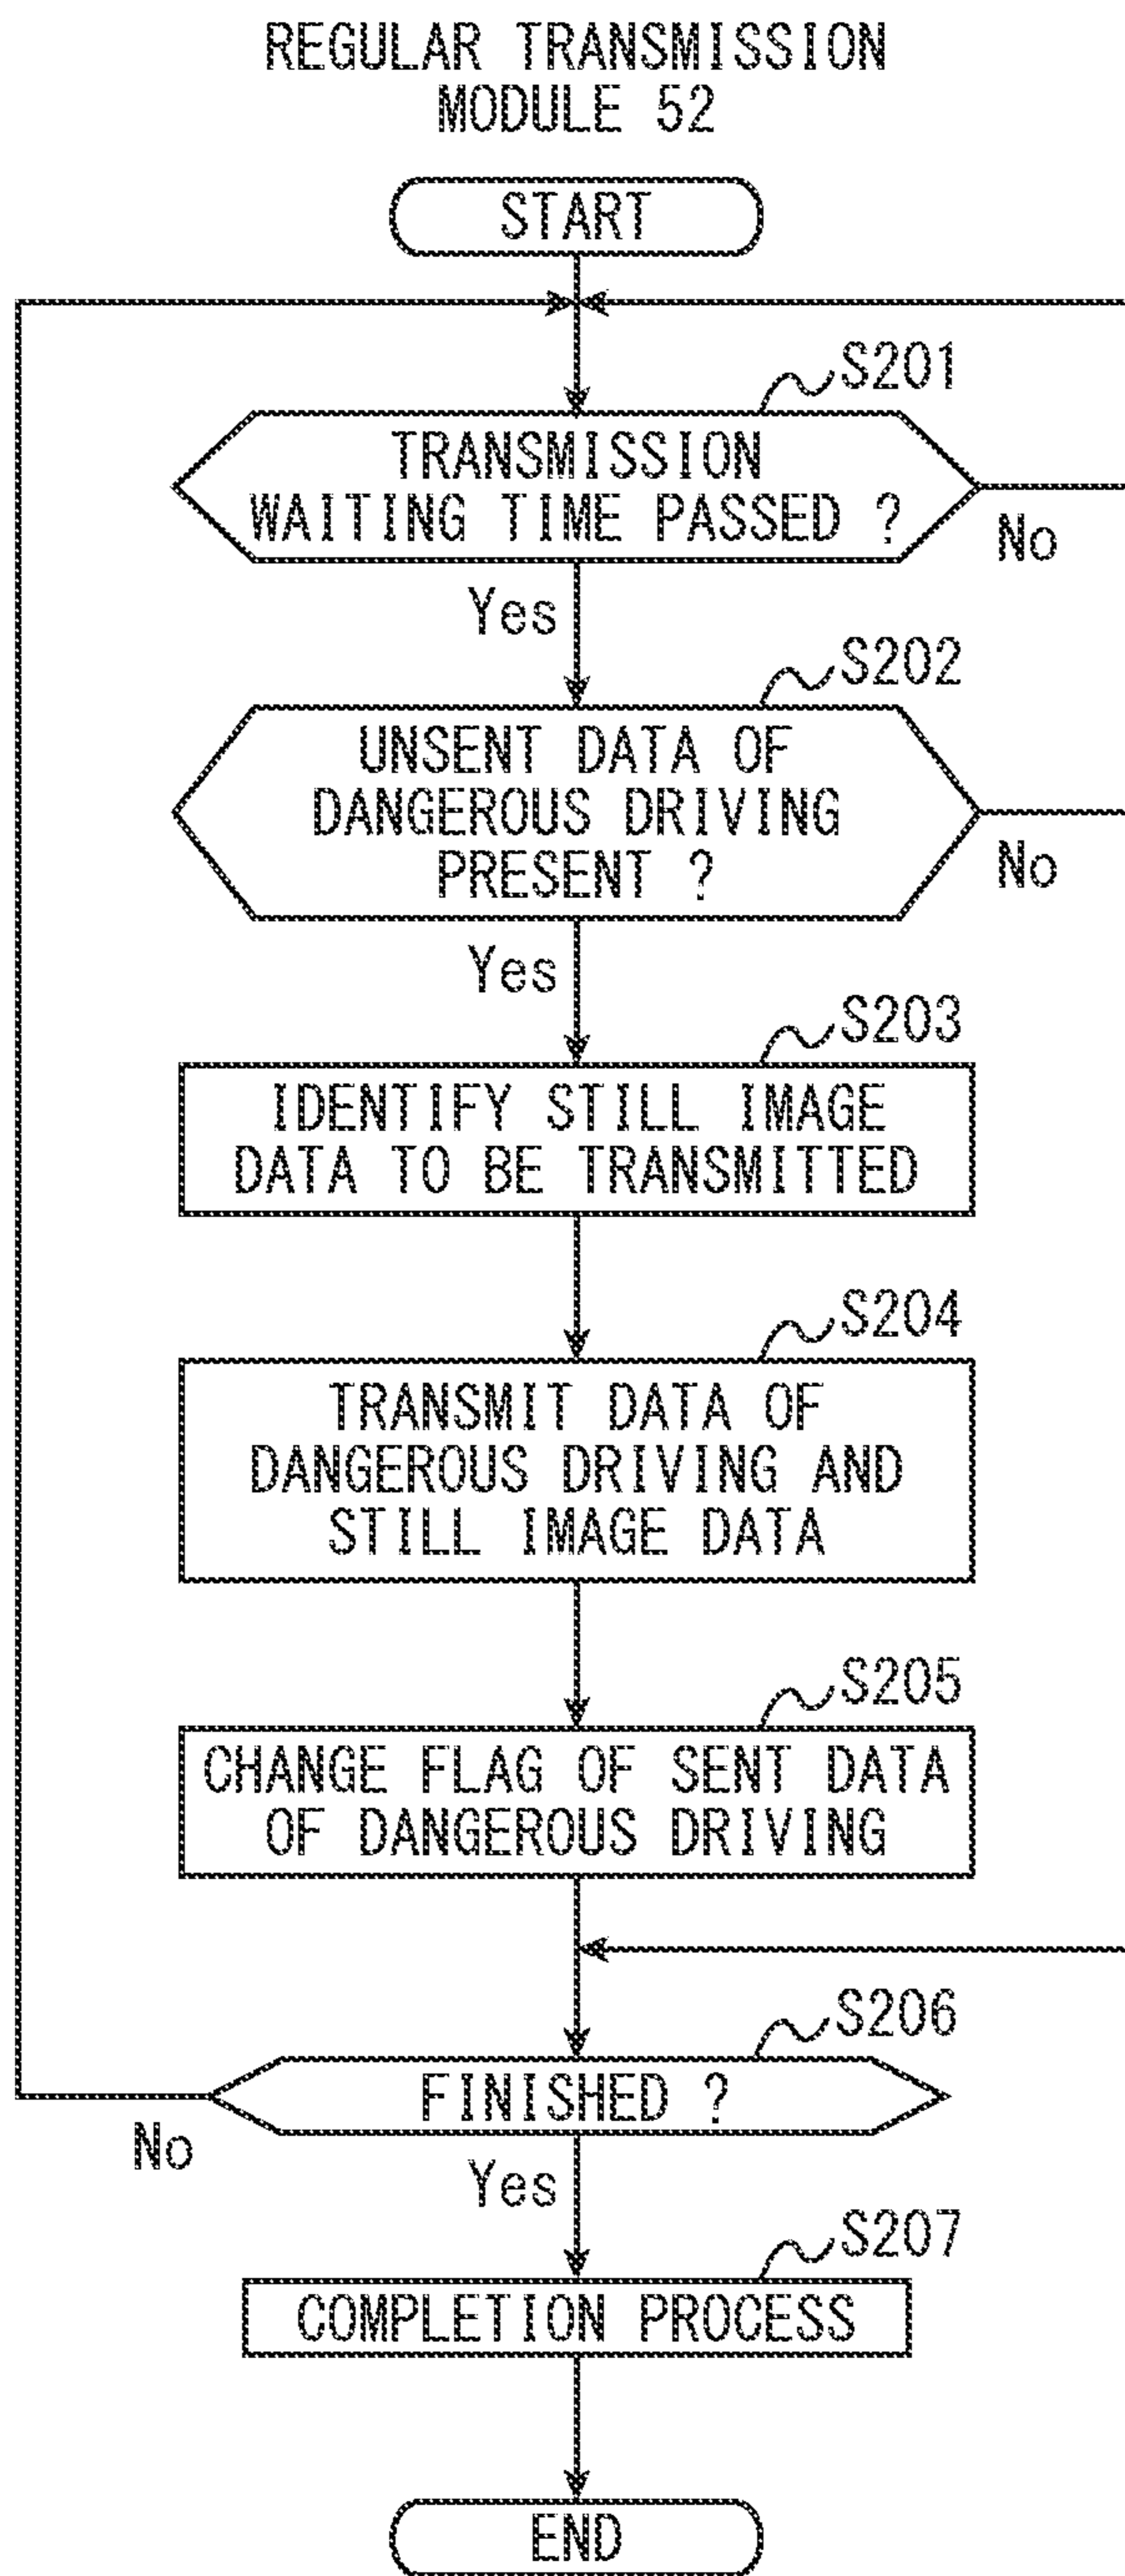 REGULAR TRANSMISSION
MODULE 52
START
S201
TRANSMISSION
WAITING TIME PASSED ?
No
Yes
S202
UNSENT DATA OF
DANGEROUS DRIVING
PRESENT ?
No
Yes
S203
IDENTIFY STILL IMAGE
DATA TO BE TRANSMITTED
S204
TRANSMIT DATA OF
DANGEROUS DRIVING AND
STILL IMAGE DATA
S205
CHANGE FLAG OF SENT DATA
OF DANGEROUS DRIVING
S206
FINISHED ?
No
Yes
S207
COMPLETION PROCESS
END